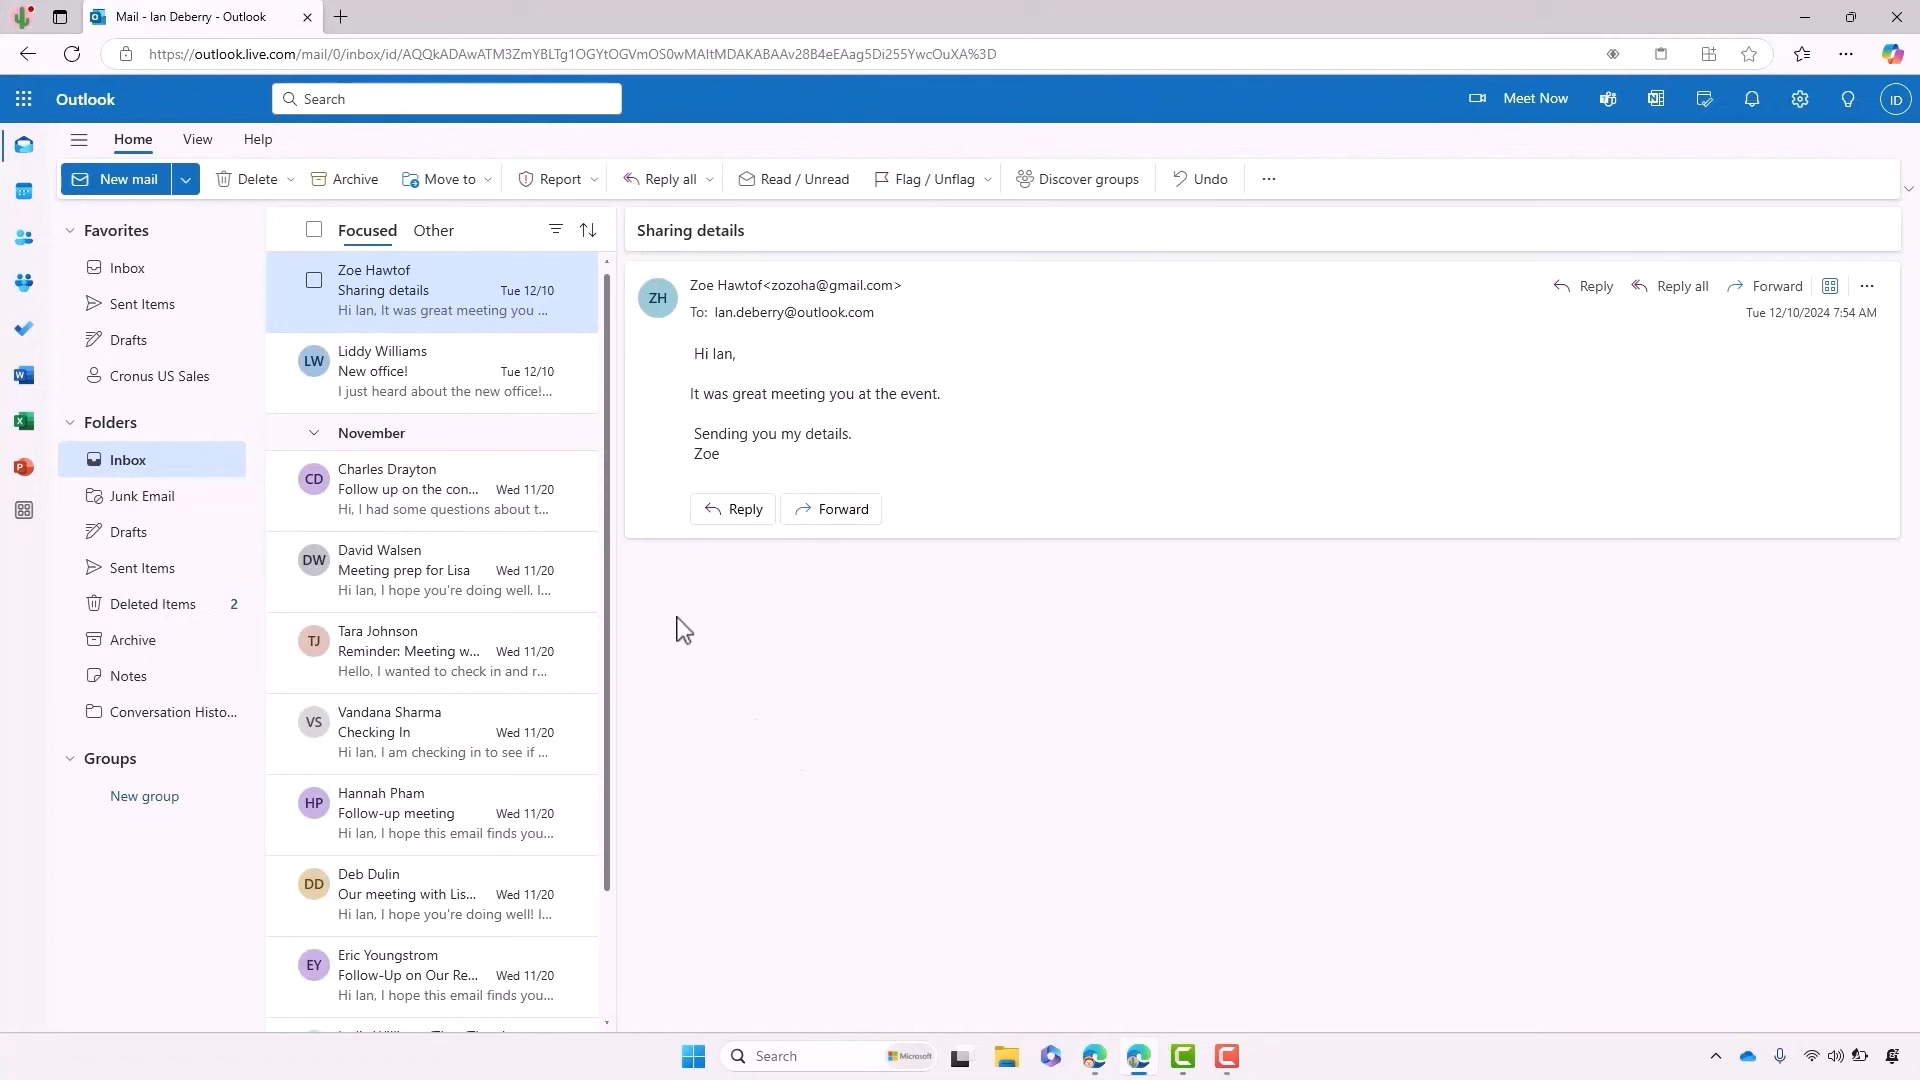 Mail - Ian Deberry - Outlook
https://outlook.live.com/mail/0/inbox/id/AQQkADAwATM3ZmYBLTg1OGYtOGVmOS0wMAItMDAKABAAv28B4eEAag5Di255YwcOuXA%3D
Outlook
Search
Meet Now
ID
Home
View
Help
New mail
Delete
Archive
Move to
Report
Reply all
Read / Unread
Flag / Unflag
Discover groups
Undo
Favorites
Inbox
Sent Items
Drafts
Cronus US Sales
Folders
Inbox
Junk Email
Drafts
Sent Items
Deleted Items 2
Archive
Notes
Conversation Histo...
Groups
New group
Focused
Other
Zoe Hawtof
Sharing details Tue 12/10
Hi Ian, It was great meeting you ...
LW
Liddy Williams
New office! Tue 12/10
I just heard about the new office!...
November
CD
Charles Drayton
Follow up on the con... Wed 11/20
Hi, I had some questions about t...
DW
David Walsen
Meeting prep for Lisa Wed 11/20
Hi Ian, I hope you're doing well. I...
TJ
Tara Johnson
Reminder: Meeting w... Wed 11/20
Hello, I wanted to check in and r...
VS
Vandana Sharma
Checking In Wed 11/20
Hi Ian, I am checking in to see if ...
HP
Hannah Pham
Follow-up meeting Wed 11/20
Hi Ian, I hope this email finds you...
DD
Deb Dulin
Our meeting with Lis... Wed 11/20
Hi Ian, I hope you're doing well! I...
EY
Eric Youngstrom
Follow-Up on Our Re... Wed 11/20
Hi Ian, I hope this email finds you...
Sharing details
ZH
Zoe Hawtof<zozoha@gmail.com>
To: Ian.deberry@outlook.com
Reply
Reply all
Forward
Tue 12/10/2024 7:54 AM
Hi Ian,
It was great meeting you at the event.
Sending you my details.
Zoe
Reply
Forward
Search
Microsoft